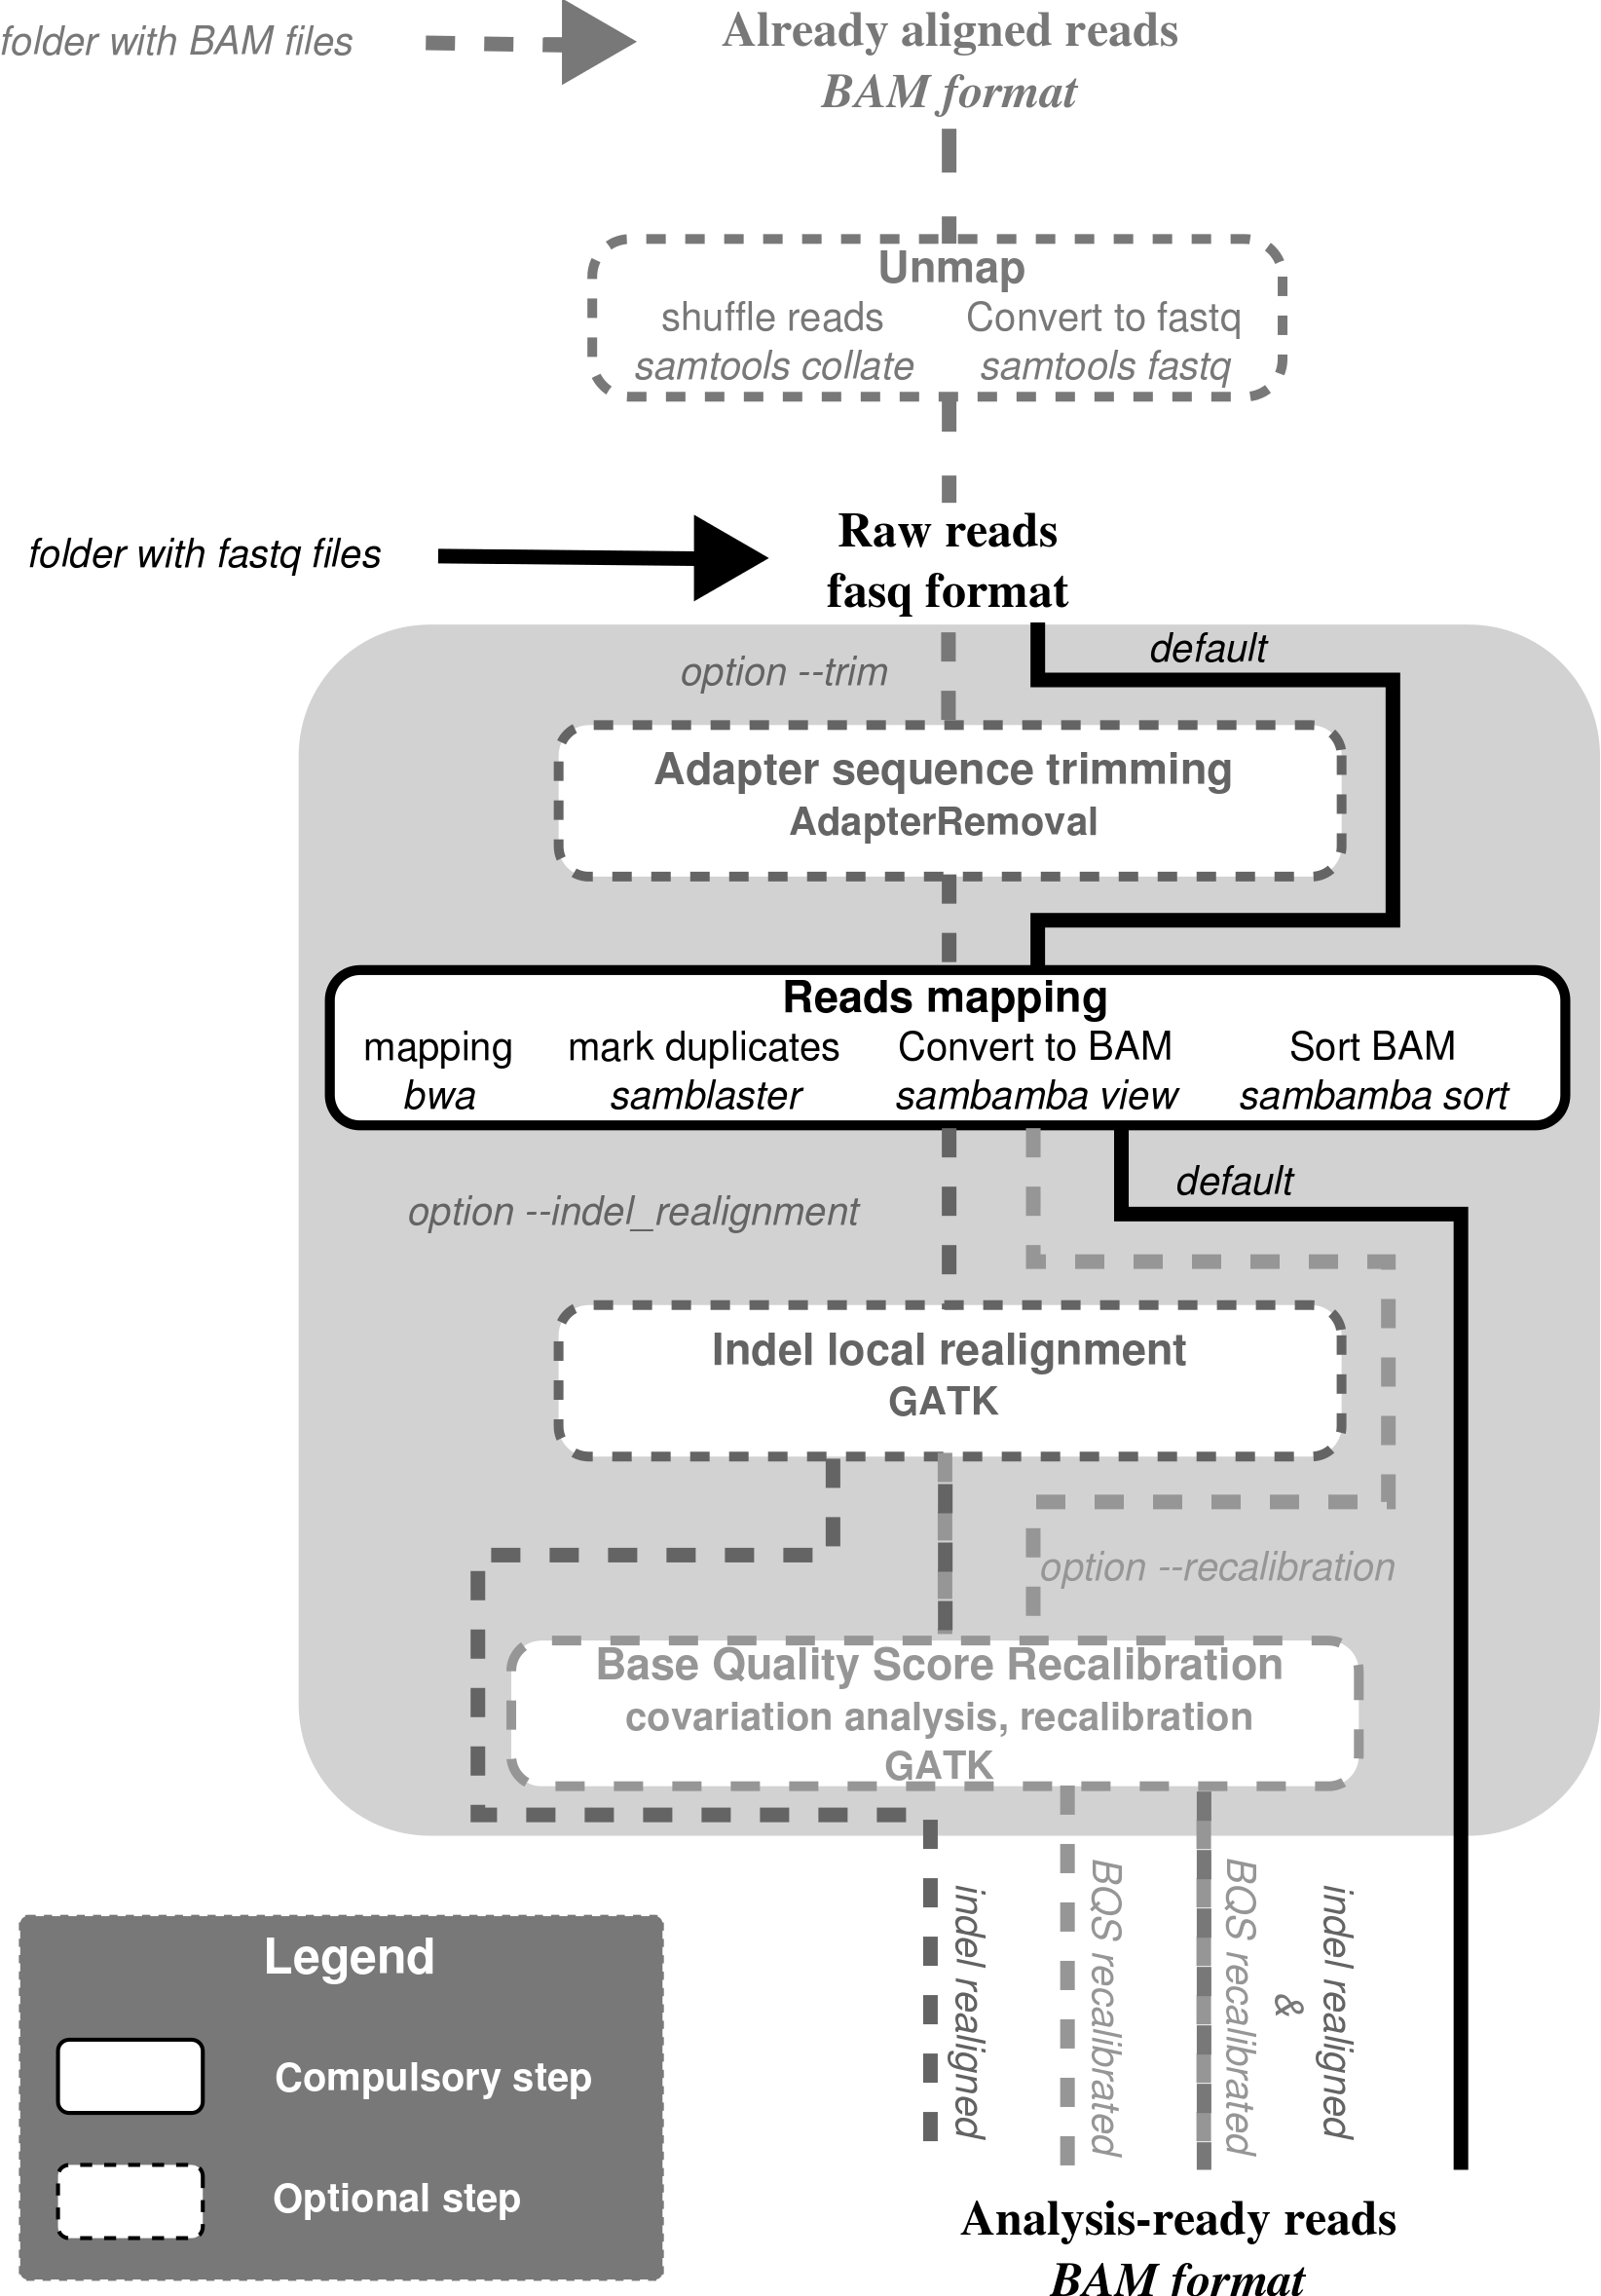 folder with BAM files
Already aligned reads
BAM format
Unmap
shuffle reads Convert to fastq
samtools collate samtools fastq
folder with fastq files
Raw reads
fasq format
default
option --trim
Adapter sequence trimming
AdapterRemoval
Reads mapping
mapping mark duplicates Convert to BAM Sort BAM
bwa samblaster sambamba view sambamba sort
default
option --indel_realignment
Indel local realignment
GATK
option --recalibration
Base Quality Score Recalibration
covariation analysis, recalibration
GATK
indel realigned
BQS recalibrated
BQS recalibrated
&
indel realigned
Legend
Compulsory step
Optional step
Analysis-ready reads
BAM format